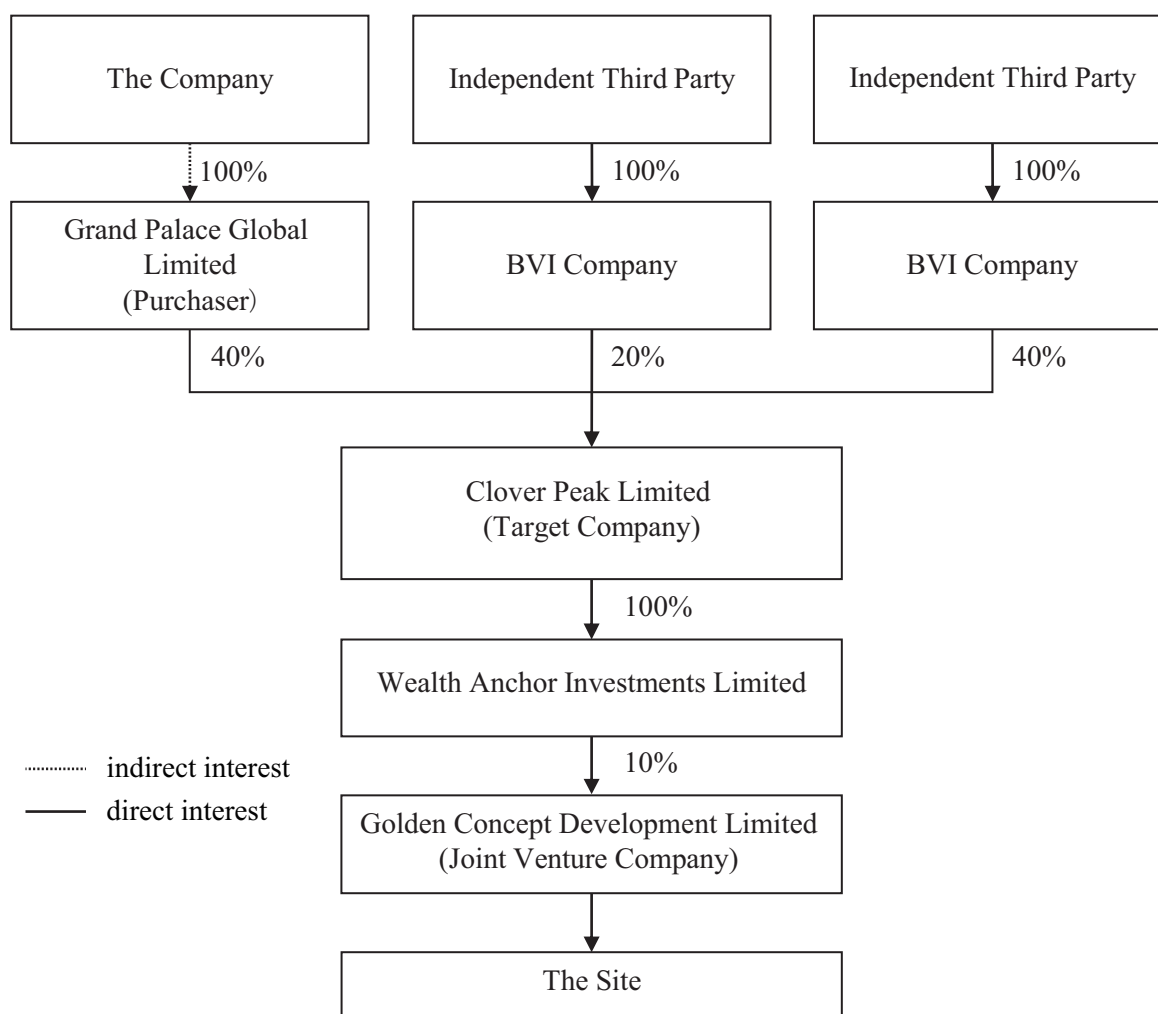 The Company
Independent Third Party
Independent Third Party
100%
100%
100%
Grand Palace Global
Limited
(Purchaser)
BVI Company
BVI Company
40%
20%
40%
Clover Peak Limited
(Target Company)
100%
Wealth Anchor Investments Limited
10%
indirect interest
direct interest
Golden Concept Development Limited
(Joint Venture Company)
The Site